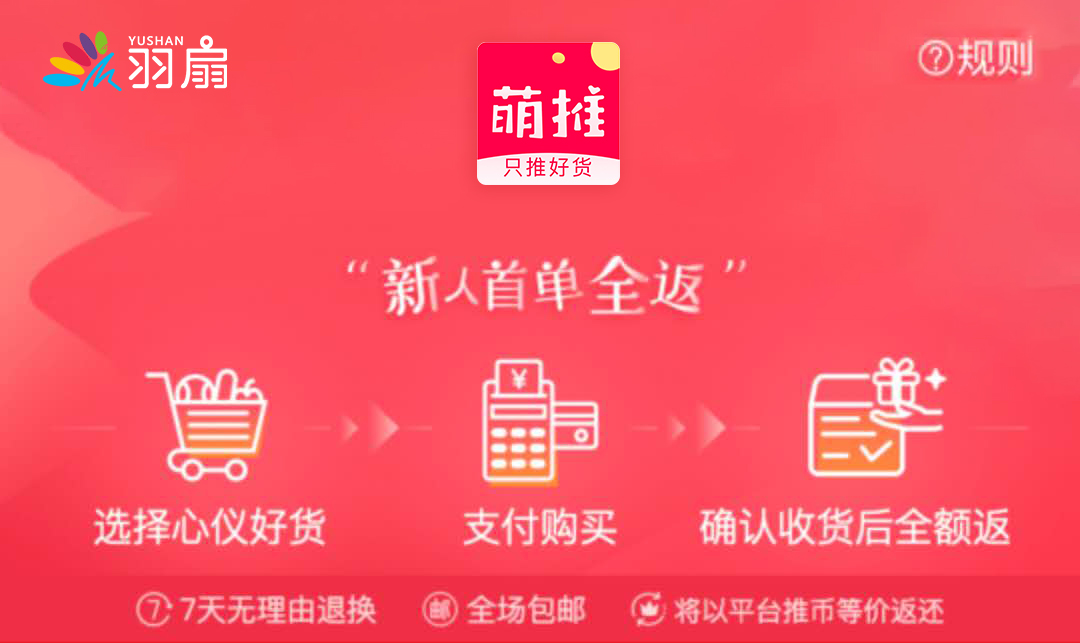 YUSHAN
羽扇
规则
萌推
只推好货
“新人首单全返”
¥
选择心仪好货
支付购买
确认收货后全额返
7 7天无理由退换
邮 全场包邮
将以平台推币等价返还